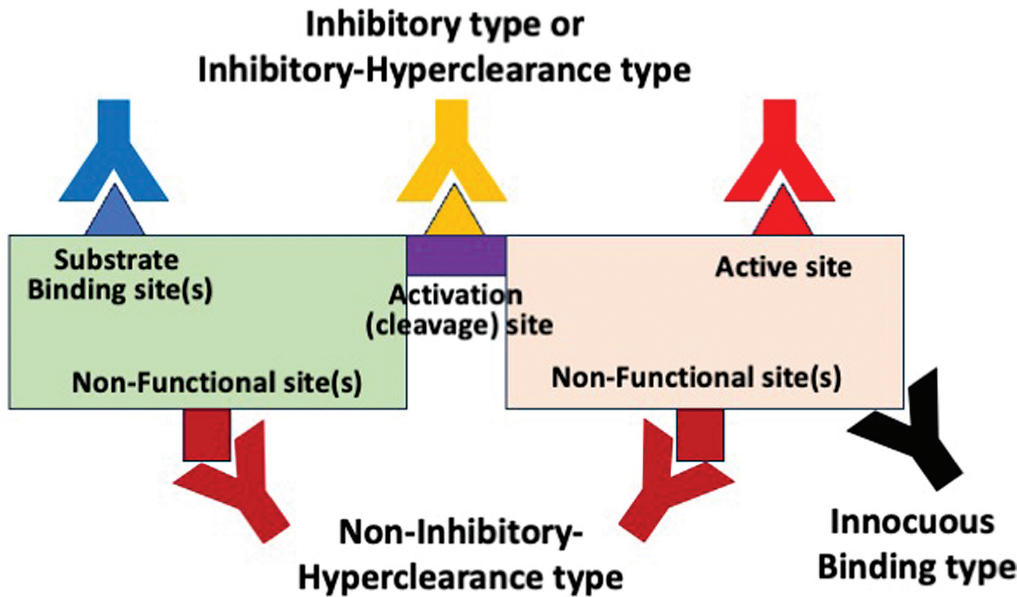 Inhibitory type or
Inhibitory-Hyperclearance type
Substrate
Binding site(s)
Activation
(cleavage) site
Active site
Non-Functional site(s)
Non-Functional site(s)
Non-Inhibitory-
Hyperclearance type
Innocuous
Binding type